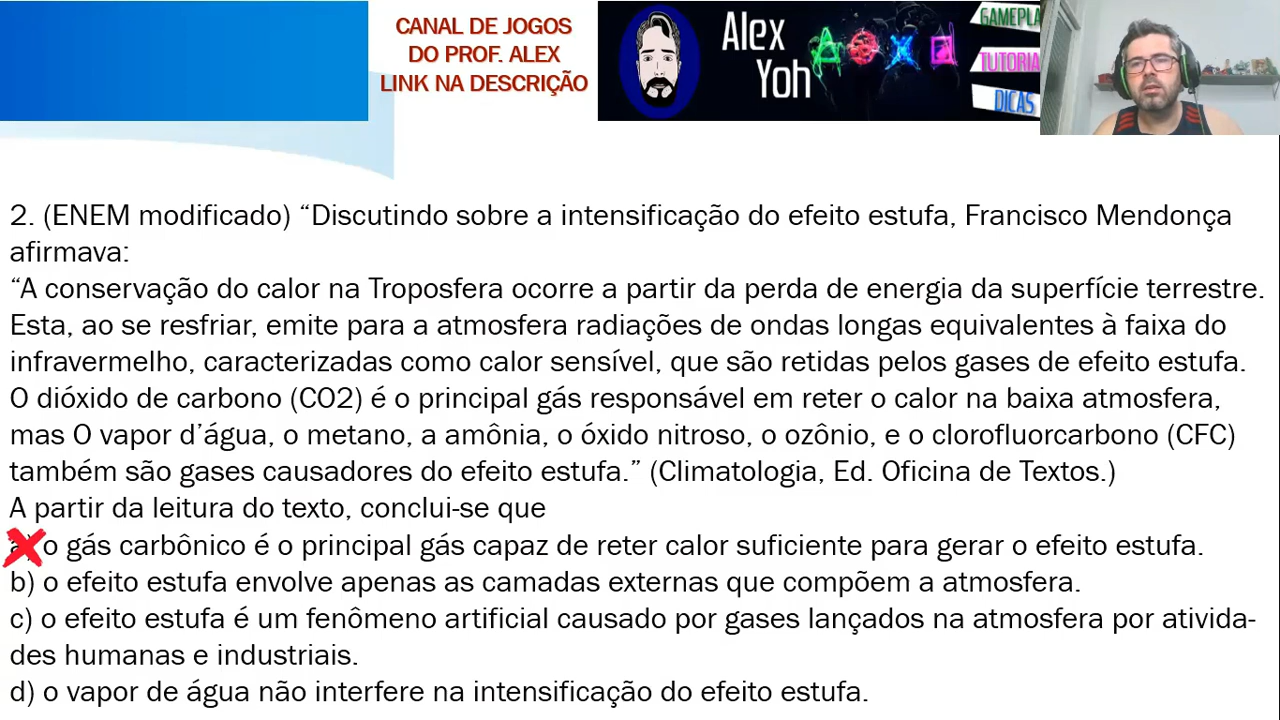 CANAL DE JOGOS
DO PROF. ALEX
LINK NA DESCRIÇÃO
Alex
Yoh
GAMEPLA
TUTORIA
DICAS
2. (ENEM modificado) “Discutindo sobre a intensificação do efeito estufa, Francisco Mendonça
afirmava:
“A conservação do calor na Troposfera ocorre a partir da perda de energia da superfície terrestre.
Esta, ao se resfriar, emite para a atmosfera radiações de ondas longas equivalentes à faixa do
infravermelho, caracterizadas como calor sensível, que são retidas pelos gases de efeito estufa.
O dióxido de carbono (CO2) é o principal gás responsável em reter o calor na baixa atmosfera,
mas O vapor d’água, o metano, a amônia, o óxido nitroso, o ozônio, e o clorofluorcarbono (CFC)
também são gases causadores do efeito estufa.” (Climatologia, Ed. Oficina de Textos.)
A partir da leitura do texto, conclui-se que
a) o gás carbônico é o principal gás capaz de reter calor suficiente para gerar o efeito estufa.
b) o efeito estufa envolve apenas as camadas externas que compõem a atmosfera.
c) o efeito estufa é um fenômeno artificial causado por gases lançados na atmosfera por ativida-
des humanas e industriais.
d) o vapor de água não interfere na intensificação do efeito estufa.